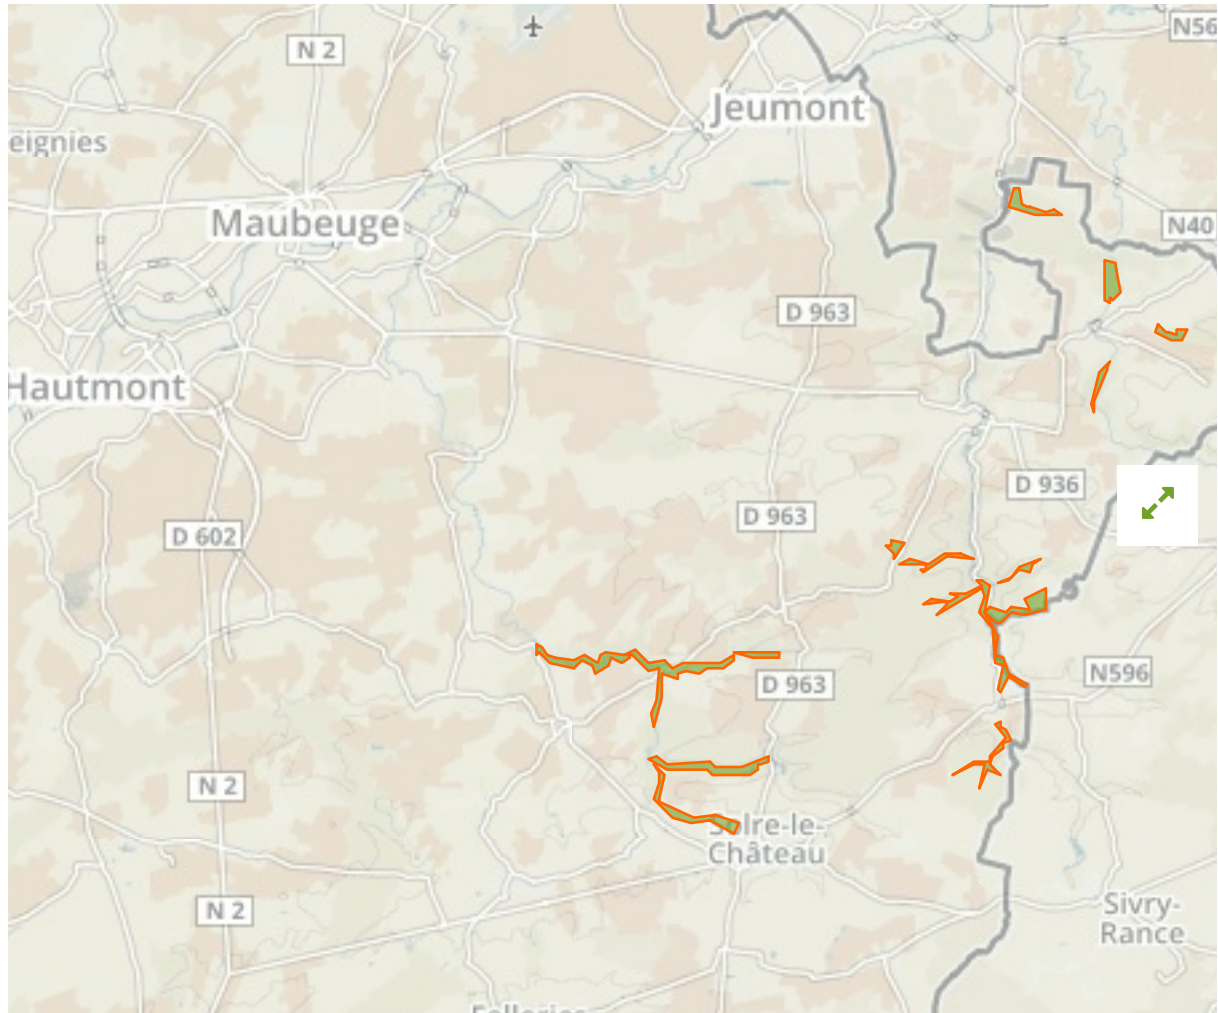 N56
N 2
Jeumont
eignies
Maubeuge
N40
D 963
Hautmont
D 936
D 963
D 602
N596
D 963
N 2
Solre-le-
Château
N 2
Sivry-
Rance
Felleries